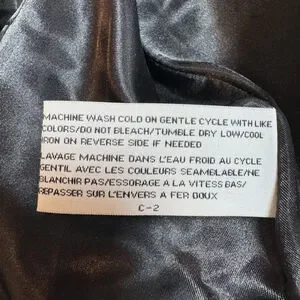 MACHINE WASH COLD ON GENTLE CYCLE WITH LIKE
COLORS/DO NOT BLEACH/TUMBLE DRY LOW/COOL
IRON ON REVERSE SIDE IF NEEDED
LAVAGE MACHINE DANS L'EAU FROID AU CYCLE
GENTIL AVEC LES COULEURS SEAMBLABLE/NE
BLANCHIR PAS/ESSORAGE A LA VITESS BAS/
REPASSER SUR L'ENVERS A FER DOUX
C-2